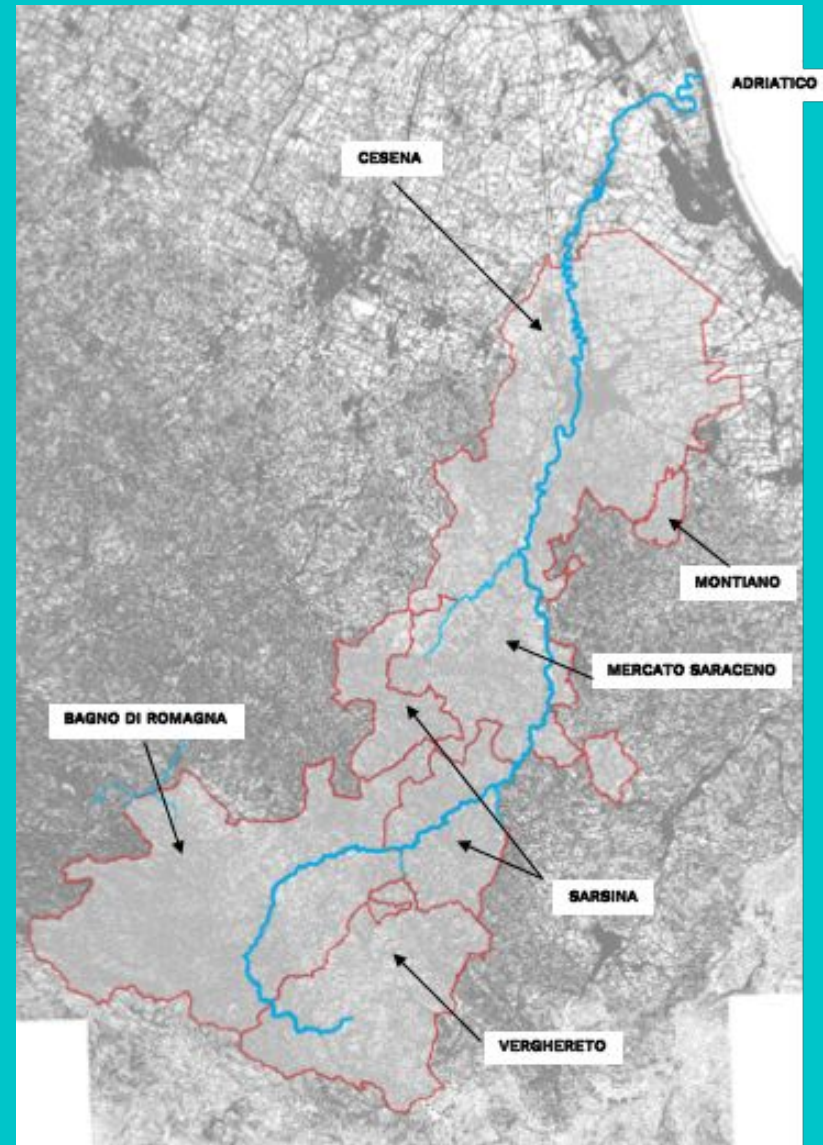 ADRIATICO
CESENA
MONTIANO
MERCATO SARACENO
BAGNO DI ROMAGNA
SARSINA
VERGHERETO